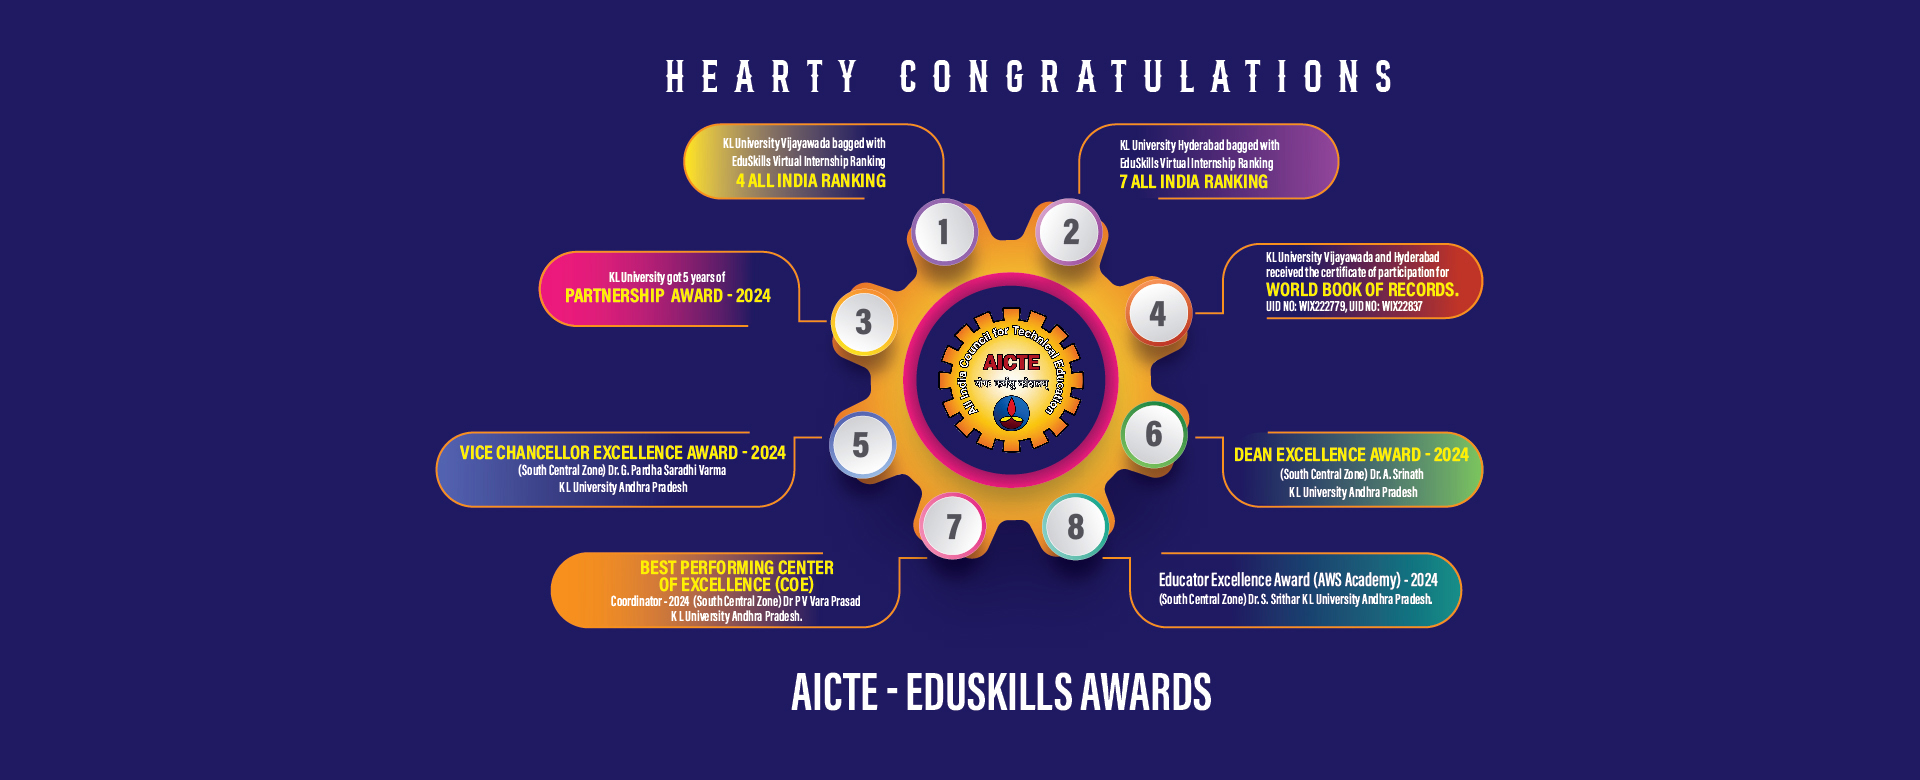 HEARTY CONGRATULATIONS
KL University Vijayawada bagged with
EduSkills Virtual Internship Ranking
4 ALL INDIA RANKING
KL University Hyderabad bagged with
EduSkills Virtual Internship Ranking
7 ALL INDIA RANKING
1
2
KL University got 5 years of
PARTNERSHIP AWARD - 2024
3
KL University Vijayawada and Hyderabad
received the certificate of participation for
WORLD BOOK OF RECORDS.
UID NO: WIX222779, UID NO: WIX22837
4
All India Council for Technical Education
AICTE
VICE CHANCELLOR EXCELLENCE AWARD - 2024
(South Central Zone) Dr. G. Pardha Saradhi Varma
K L University Andhra Pradesh
5
6
DEAN EXCELLENCE AWARD - 2024
(South Central Zone) Dr. A. Srinath
K L University Andhra Pradesh
7
8
BEST PERFORMING CENTER
OF EXCELLENCE (COE)
Coordinator - 2024 (South Central Zone) Dr P V Vara Prasad
K L University Andhra Pradesh.
Educator Excellence Award (AWS Academy) - 2024
(South Central Zone) Dr. S. Srithar K L University Andhra Pradesh.
AICTE - EDUSKILLS AWARDS